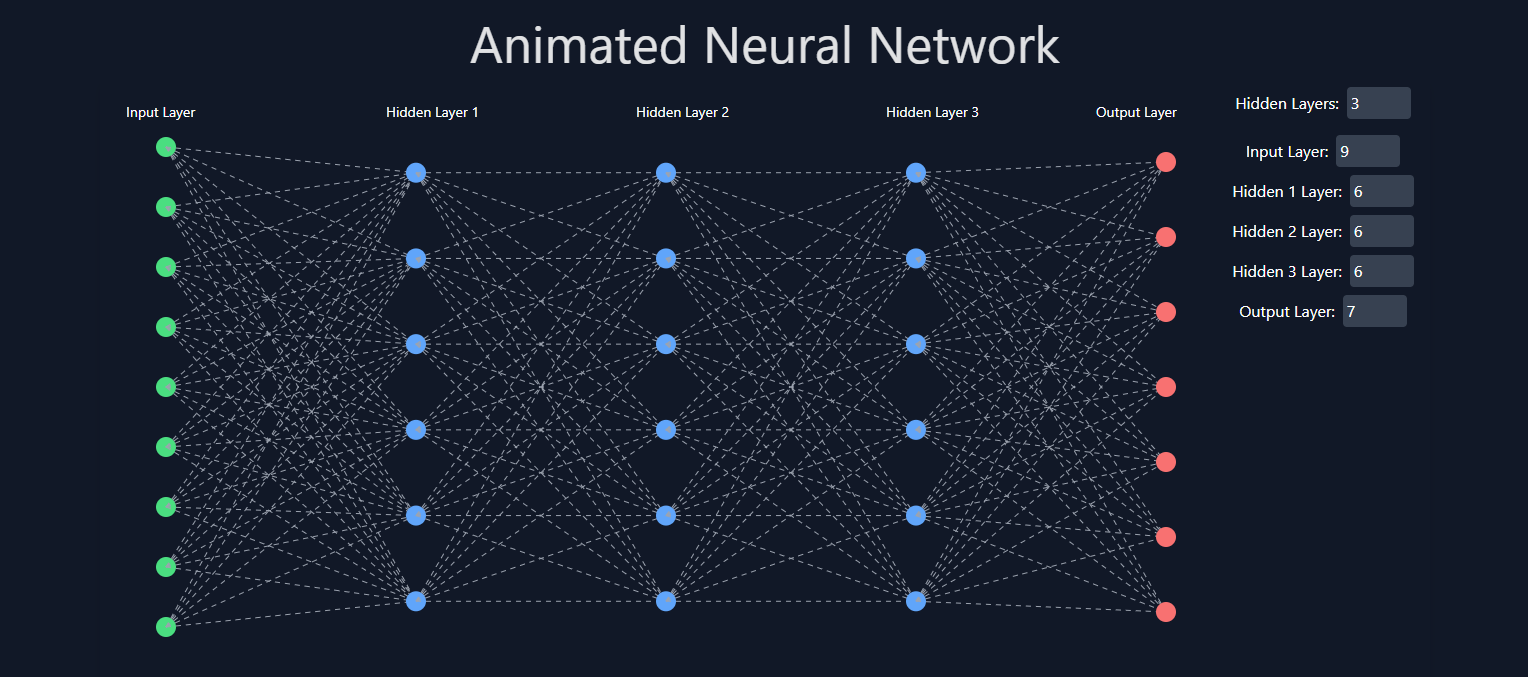 Animated Neural Network
Input Layer
Hidden Layer 1
Hidden Layer 2
Hidden Layer 3
Output Layer
Hidden Layers: 3
Input Layer: 9
Hidden 1 Layer: 6
Hidden 2 Layer: 6
Hidden 3 Layer: 6
Output Layer: 7